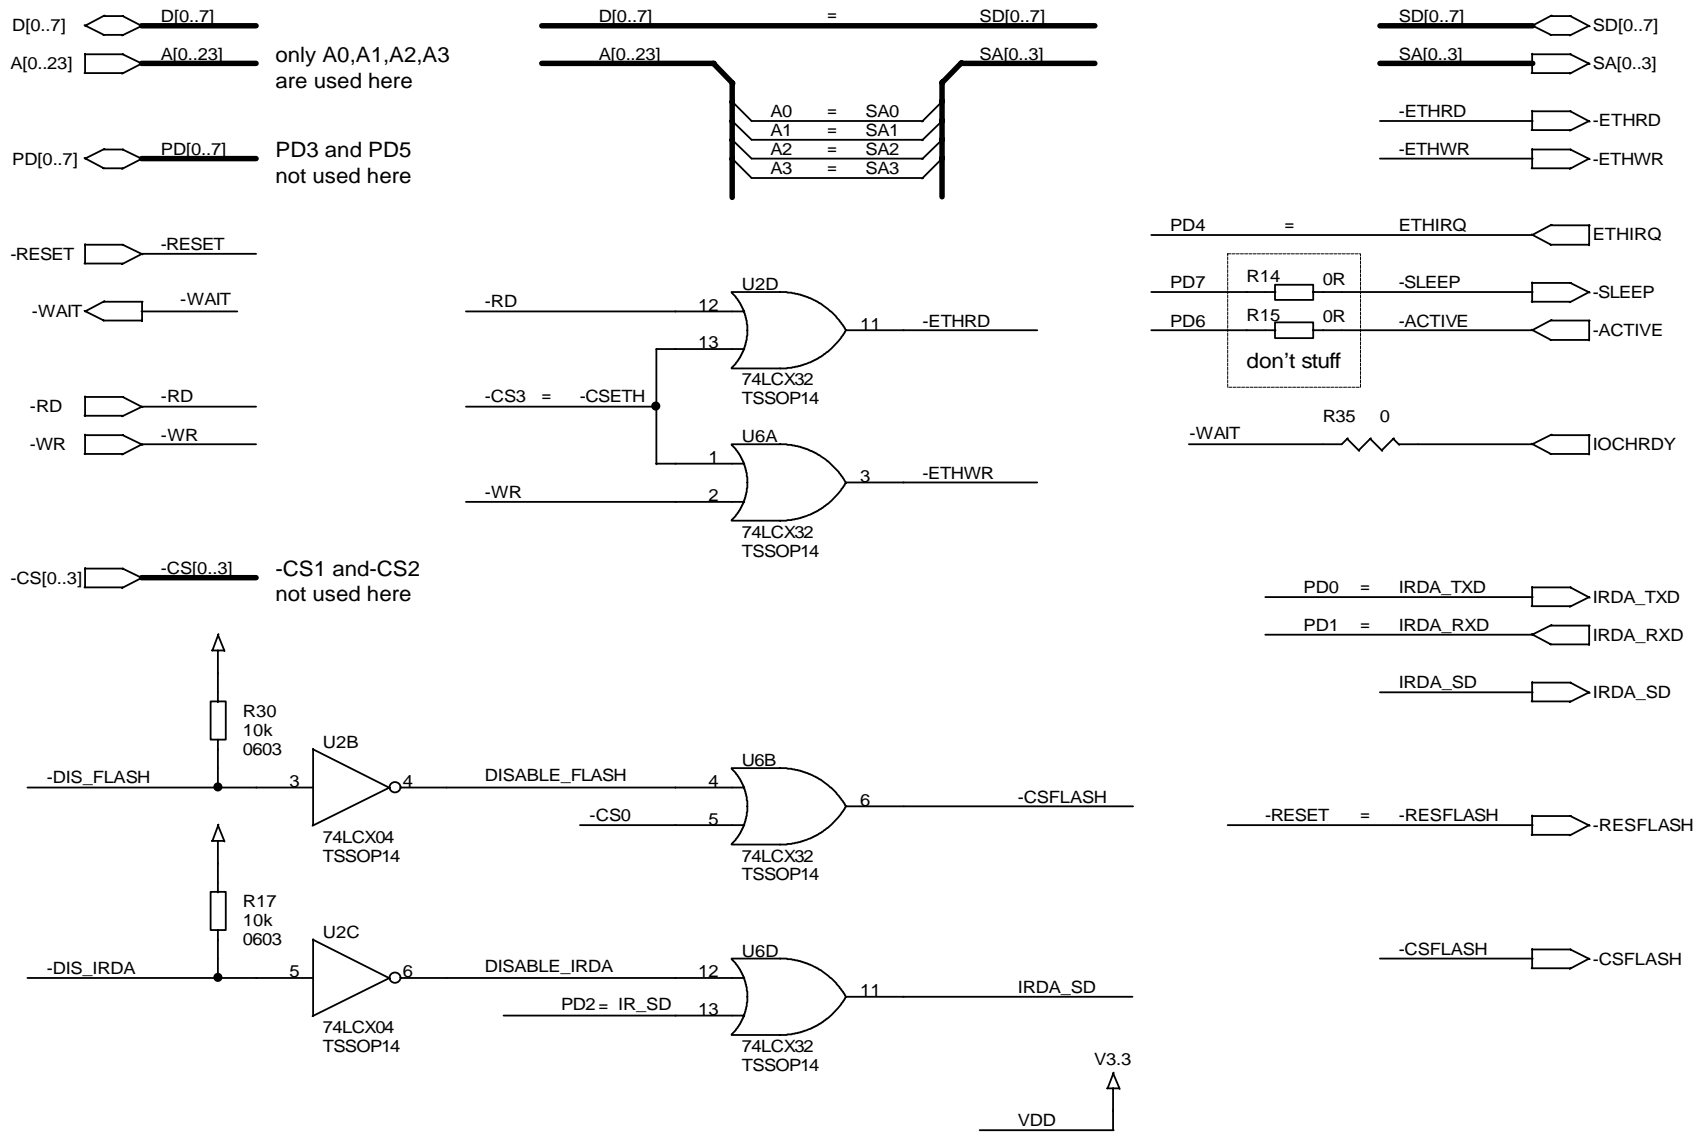 D[0..7] D[0..7] D[0..7] = SD[0..7] SD[0..7] SD[0..7]
A[0..23] A[0..23] only A0,A1,A2,A3 A[0..23] SA[0..3] SA[0..3] SA[0..3]
are used here
A0 = SA0
-ETHRD -ETHRD
A1 = SA1
PD[0..7] PD[0..7] PD3 and PD5 A2 = SA2 -ETHWR -ETHWR
not used here A3 = SA3
PD4 = ETHIRQ ETHIRQ
-RESET -RESET
PD7 R14 0R -SLEEP -SLEEP
-WAIT -WAIT
PD6 R15 0R -ACTIVE -ACTIVE
don't stuff
U2D
-RD 12
11 -ETHRD
13
74LCX32
TSSOP14
-CS3 = -CSETH
-RD -RD
-WR -WR
R35 0
-WAIT IOCHRDY
U6A
1
3 -ETHWR
-WR 2
74LCX32
TSSOP14
-CS[0..3] -CS[0..3] -CS1 and-CS2
not used here
PD0 = IRDA_TXD IRDA_TXD
PD1 = IRDA_RXD IRDA_RXD
IRDA_SD IRDA_SD
R30
10k
0603
U2B
-DIS_FLASH 3 4 DISABLE_FLASH
74LCX04
TSSOP14
U6B
4
6 -CSFLASH
-CS0 5
74LCX32
TSSOP14
-RESET = -RESFLASH -RESFLASH
R17
10k
0603
U2C
-DIS_IRDA 5 6 DISABLE_IRDA
74LCX04
TSSOP14
U6D
12
11 IRDA_SD
PD2= IR_SD 13
74LCX32
TSSOP14
-CSFLASH -CSFLASH
V3.3
VDD